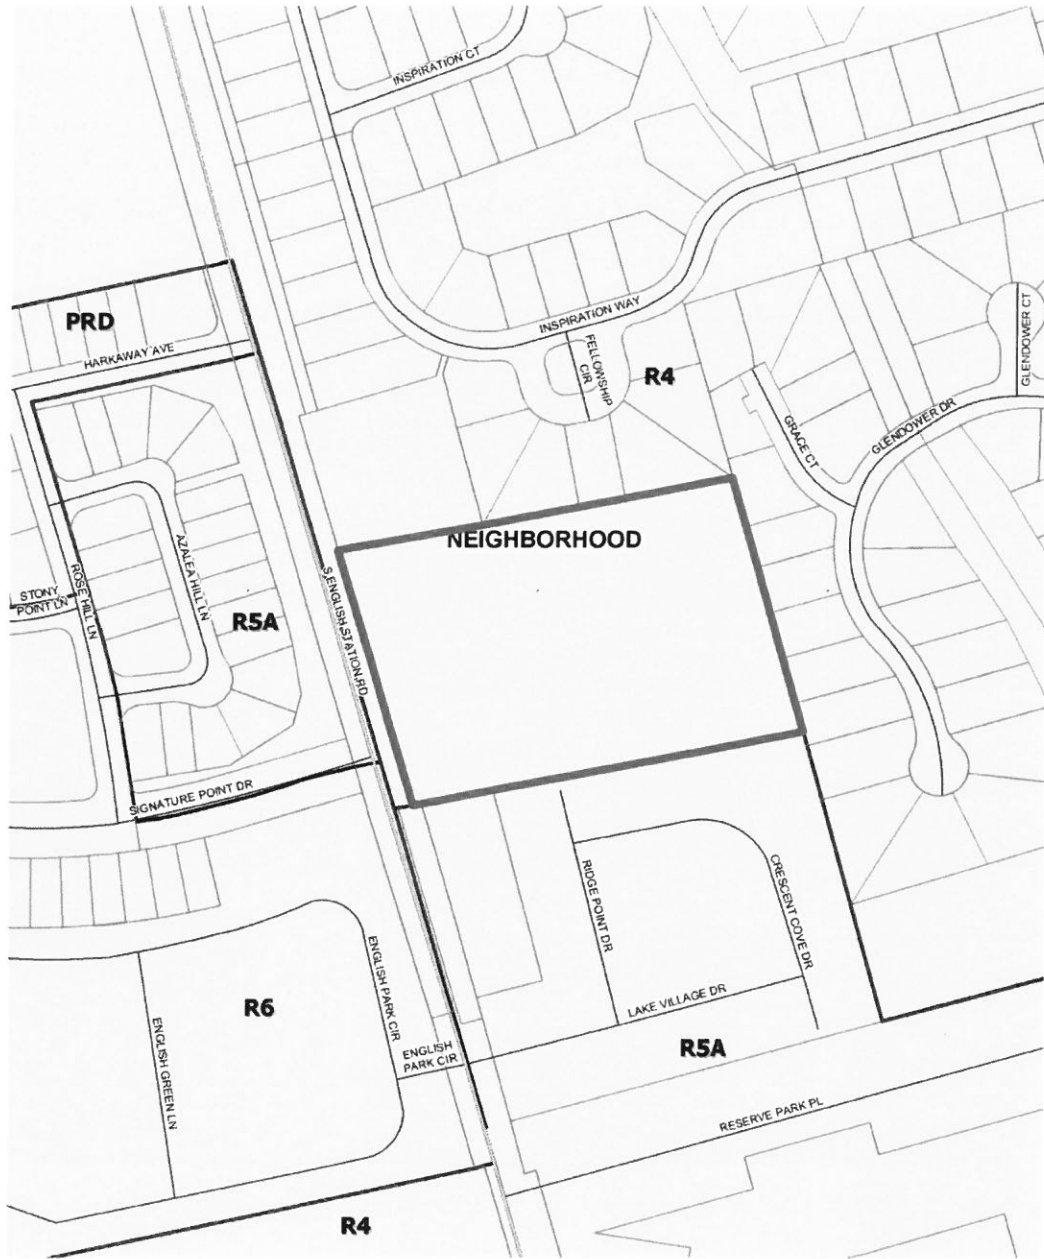 INSPIRATION CT
PRD
HARKAWAY AVE
INSPIRATION WAY
FELLOWSHIP
CIR
R4
GLENDOWER CT
GLENDOWER DR
GRACE CT
NEIGHBORHOOD
STONY
POINT LN
ROSE HILL LN
AZALEA HILL LN
R5A
S ENGLISH STATION RD
SIGNATURE POINT DR
RIDGE POINT DR
CRESCENT COVE DR
ENGLISH PARK CIR
R6
ENGLISH GREEN LN
ENGLISH
PARK CIR
LAKE VILLAGE DR
R5A
RESERVE PARK PL
R4